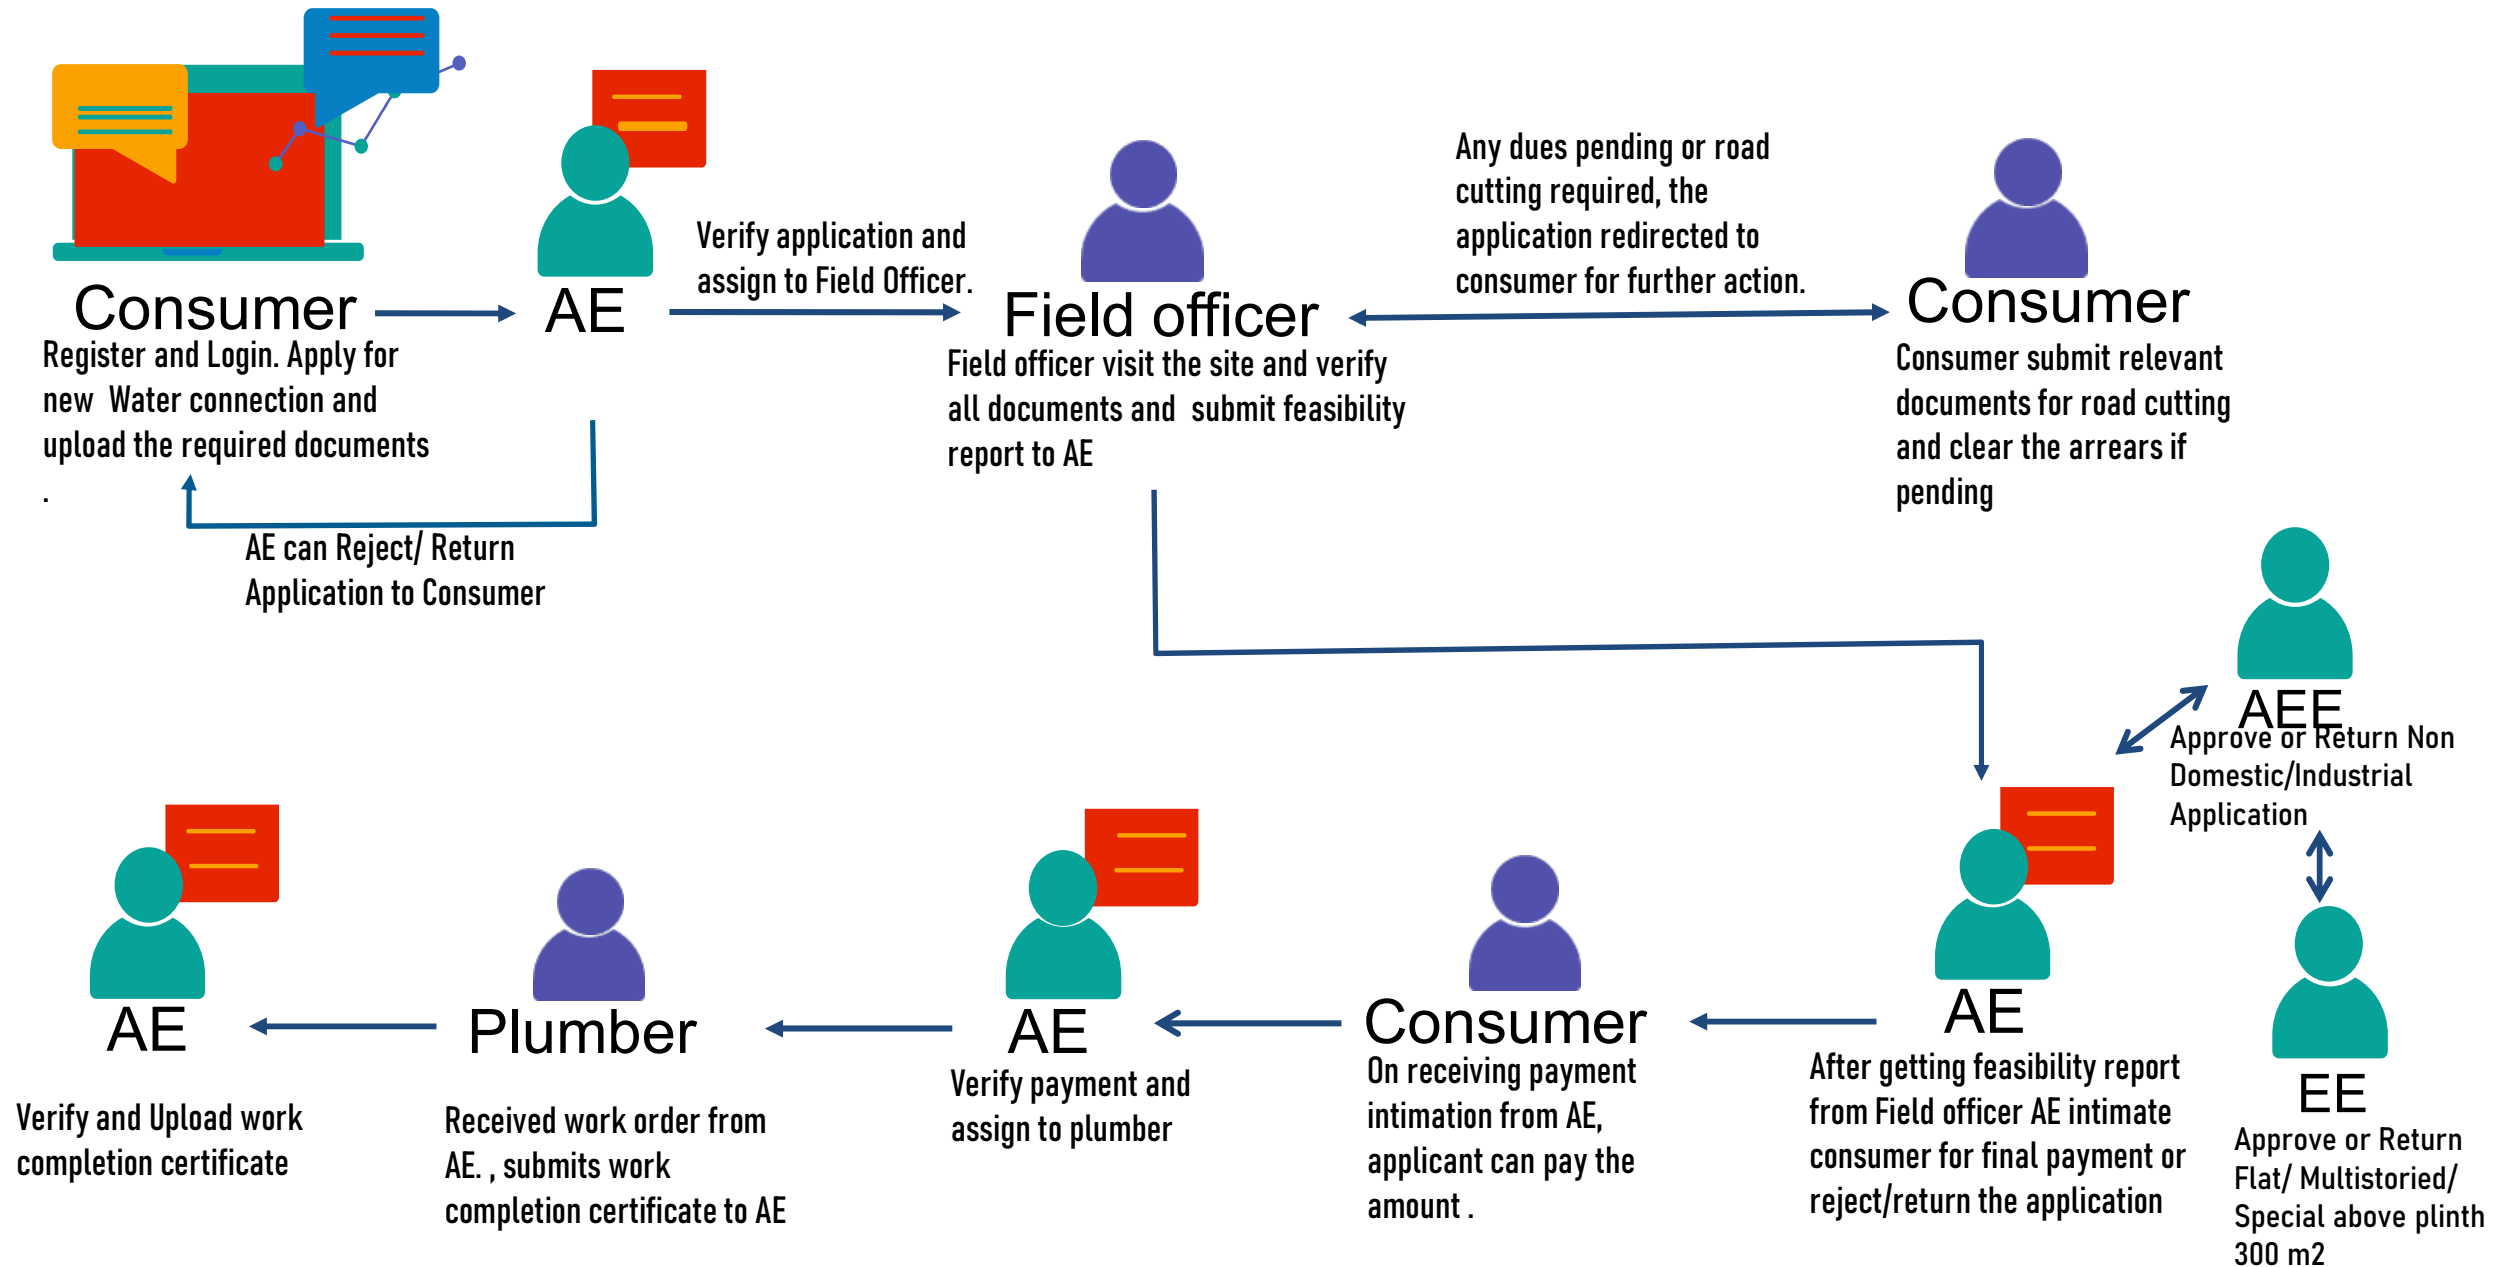 Consumer
Register and Login. Apply for
new Water connection and
upload the required documents
.
AE
AE can Reject/ Return
Application to Consumer
Verify application and
assign to Field Officer.
Field officer
Field officer visit the site and verify
all documents and submit feasibility
report to AE
Any dues pending or road
cutting required, the
application redirected to
consumer for further action.
Consumer
Consumer submit relevant
documents for road cutting
and clear the arrears if
pending
AEE
Approve or Return Non
Domestic/Industrial
Application
EE
Approve or Return
Flat/ Multistoried/
Special above plinth
300 m2
AE
After getting feasibility report
from Field officer AE intimate
consumer for final payment or
reject/return the application
Consumer
On receiving payment
intimation from AE,
applicant can pay the
amount .
AE
Verify payment and
assign to plumber
Plumber
Received work order from
AE. , submits work
completion certificate to AE
AE
Verify and Upload work
completion certificate